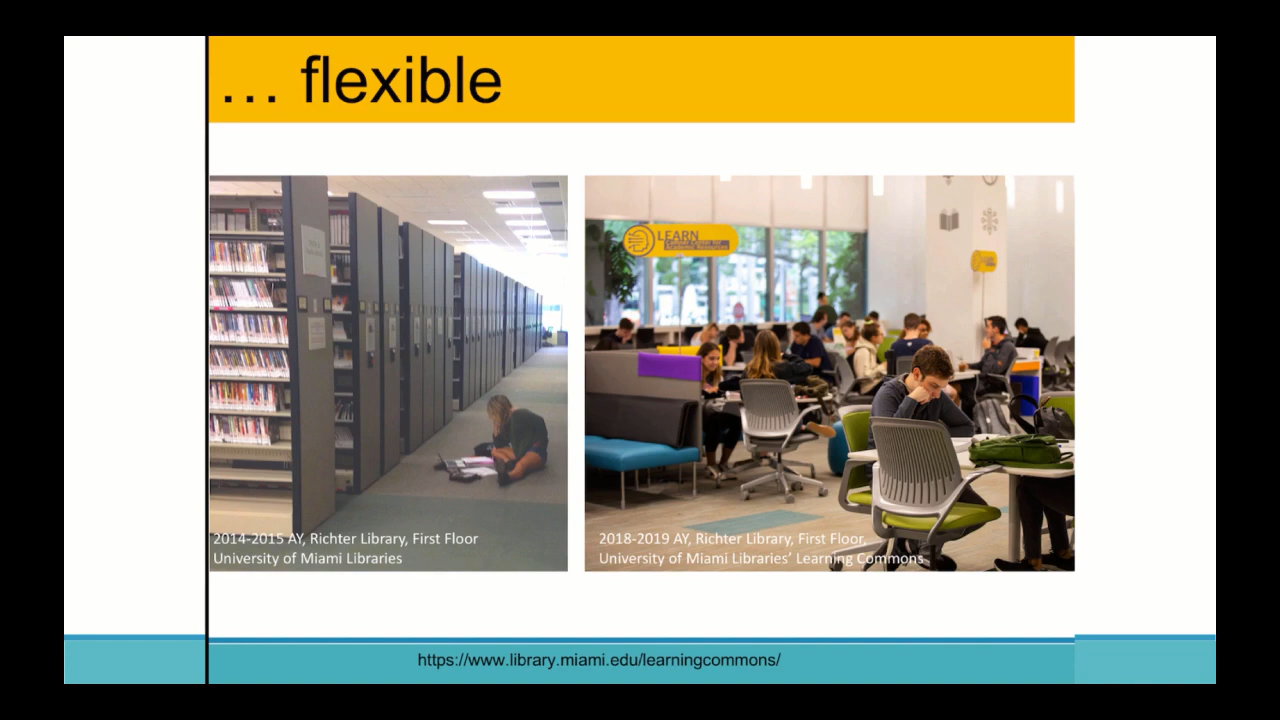 … flexible
LEARN
2014-2015 AY, Richter Library, First Floor
University of Miami Libraries
2018-2019 AY, Richter Library, First Floor,
University of Miami Libraries’ Learning Commons
https://www.library.miami.edu/learningcommons/